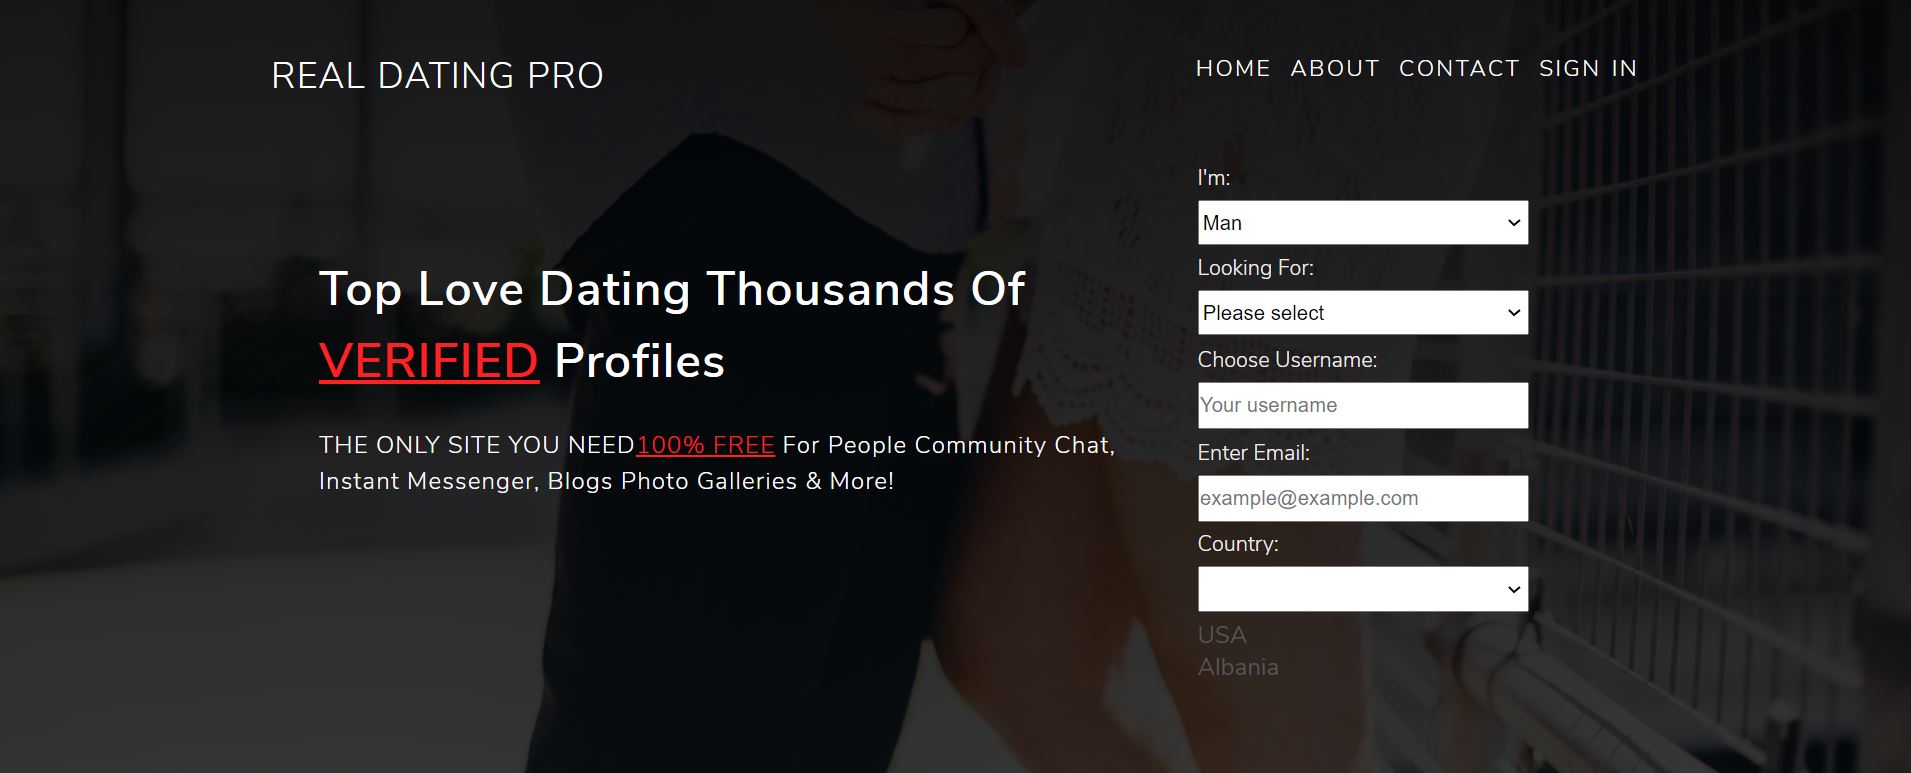 REAL DATING PRO
HOME ABOUT CONTACT SIGN IN
Top Love Dating Thousands Of
VERIFIED Profiles
THE ONLY SITE YOU NEED100% FREE For People Community Chat,
Instant Messenger, Blogs Photo Galleries & More!
I'm:
Man
Looking For:
Please select
Choose Username:
Your username
Enter Email:
example@example.com
Country:
USA
Albania